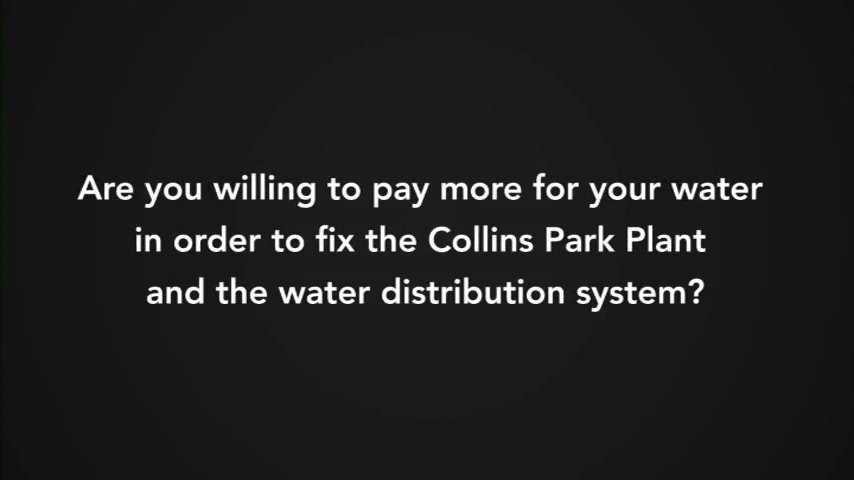 Are you willing to pay more for your water
in order to fix the Collins Park Plant
and the water distribution system?